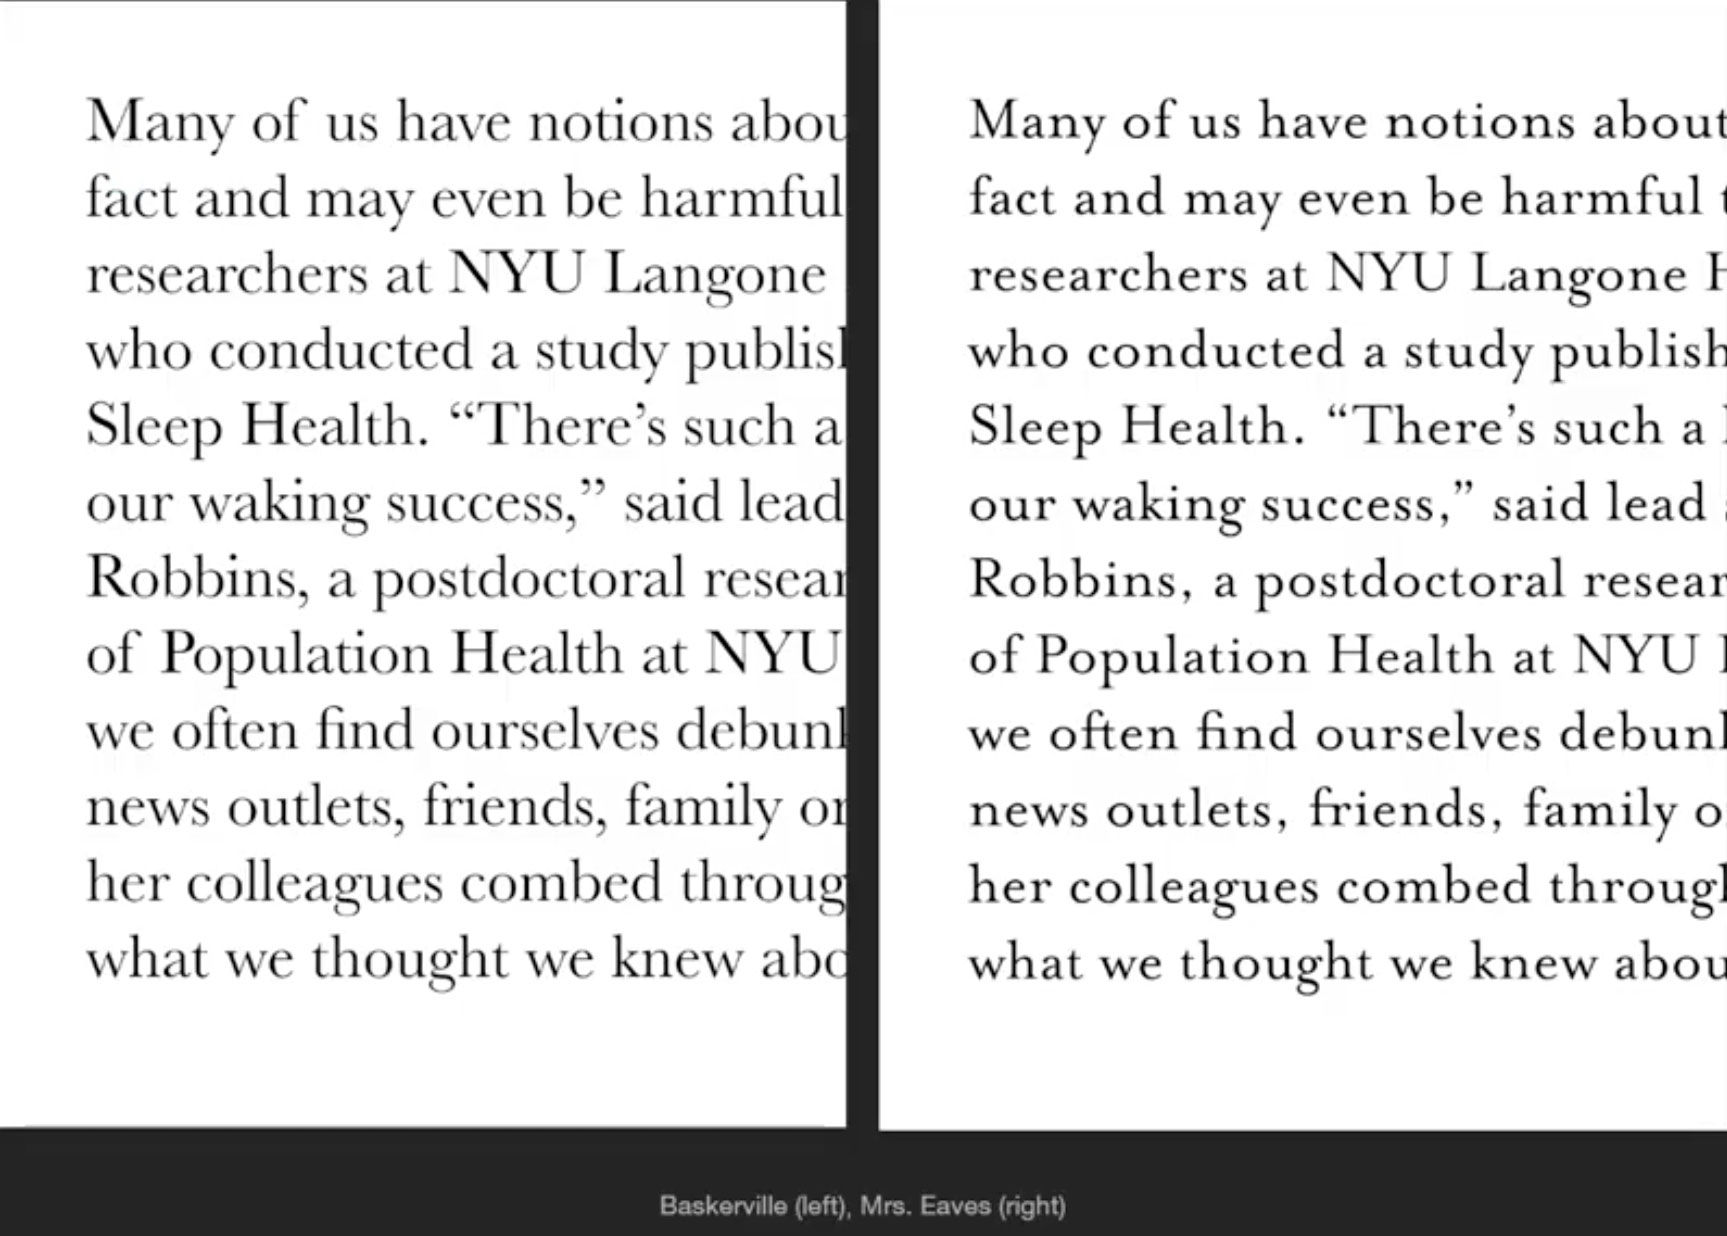 Many of us have notions abou
fact and may even be harmful
researchers at NYU Langone
who conducted a study publish
Sleep Health. “There’s such a
our waking success,” said lead
Robbins, a postdoctoral resear
of Population Health at NYU
we often find ourselves debunk
news outlets, friends, family or
her colleagues combed throug
what we thought we knew abo
Many of us have notions about
fact and may even be harmful t
researchers at NYU Langone H
who conducted a study publish
Sleep Health. “There’s such a
our waking success,” said lead
Robbins, a postdoctoral resear
of Population Health at NYU
we often find ourselves debunk
news outlets, friends, family o
her colleagues combed through
what we thought we knew abou
Baskerville (left), Mrs. Eaves (right)